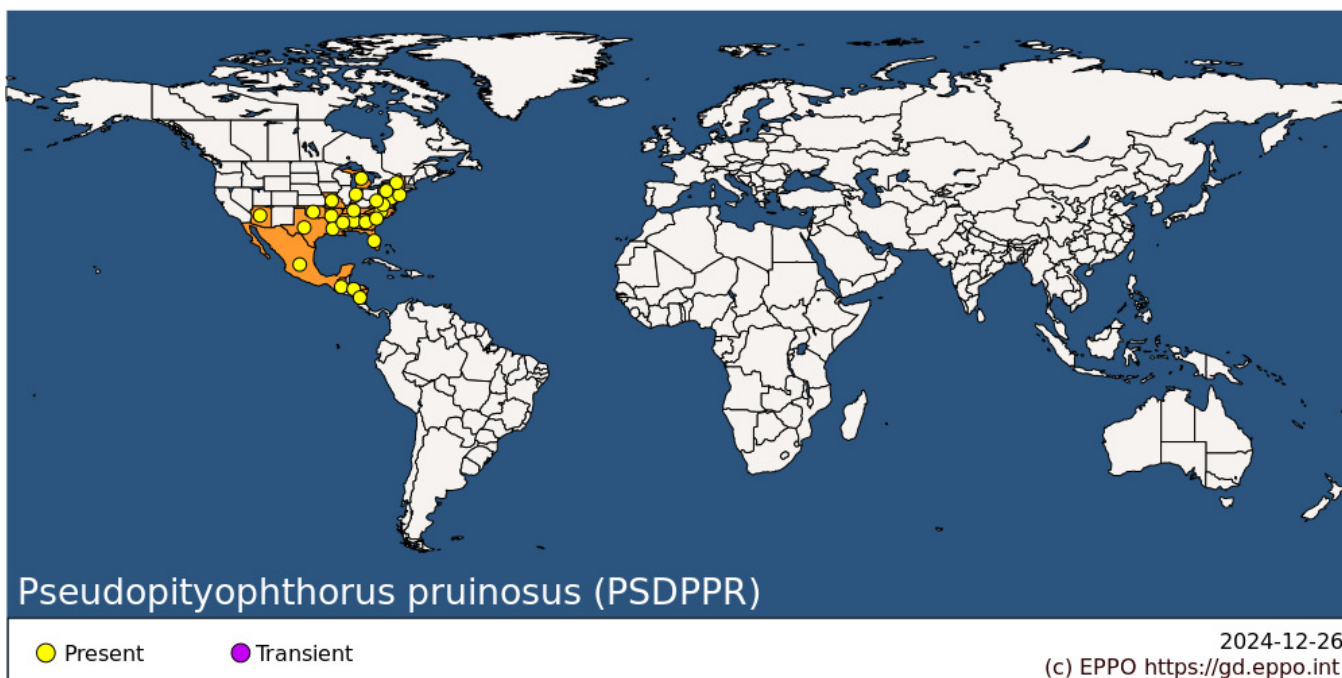 Pseudopityophthorus pruinosus (PSDPPR)
Present
Transient
2024-12-26
(c) EPPO https://gd.eppo.int